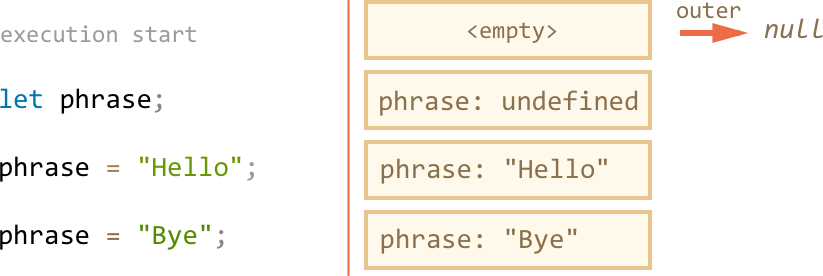 execution start
<empty>
outer
null
let phrase;
phrase: undefined
phrase = "Hello";
phrase: "Hello"
phrase = "Bye";
phrase: "Bye"